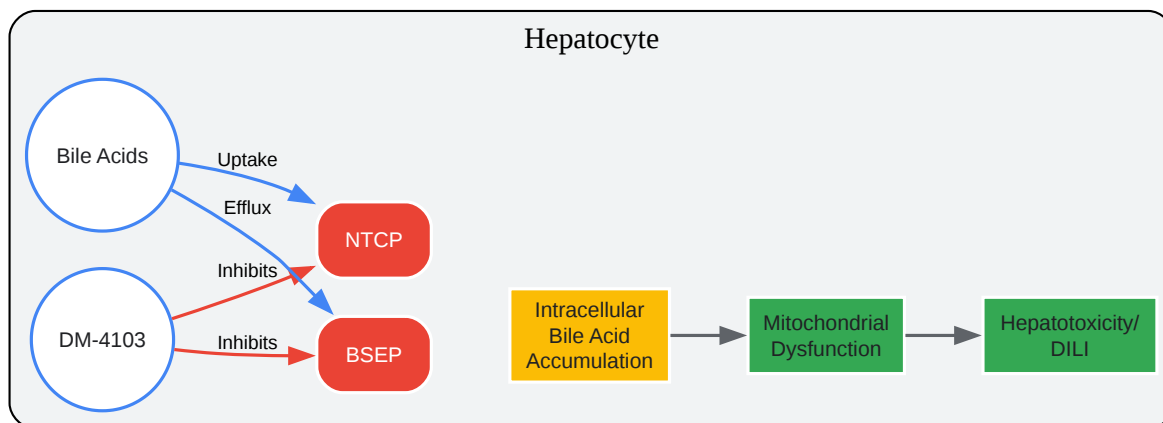 Hepatocyte
Bile Acids
Uptake
Efflux
NTCP
Inhibits
DM-4103
Inhibits
BSEP
Intracellular
Bile Acid
Accumulation
Mitochondrial
Dysfunction
Hepatotoxicity/
DILI